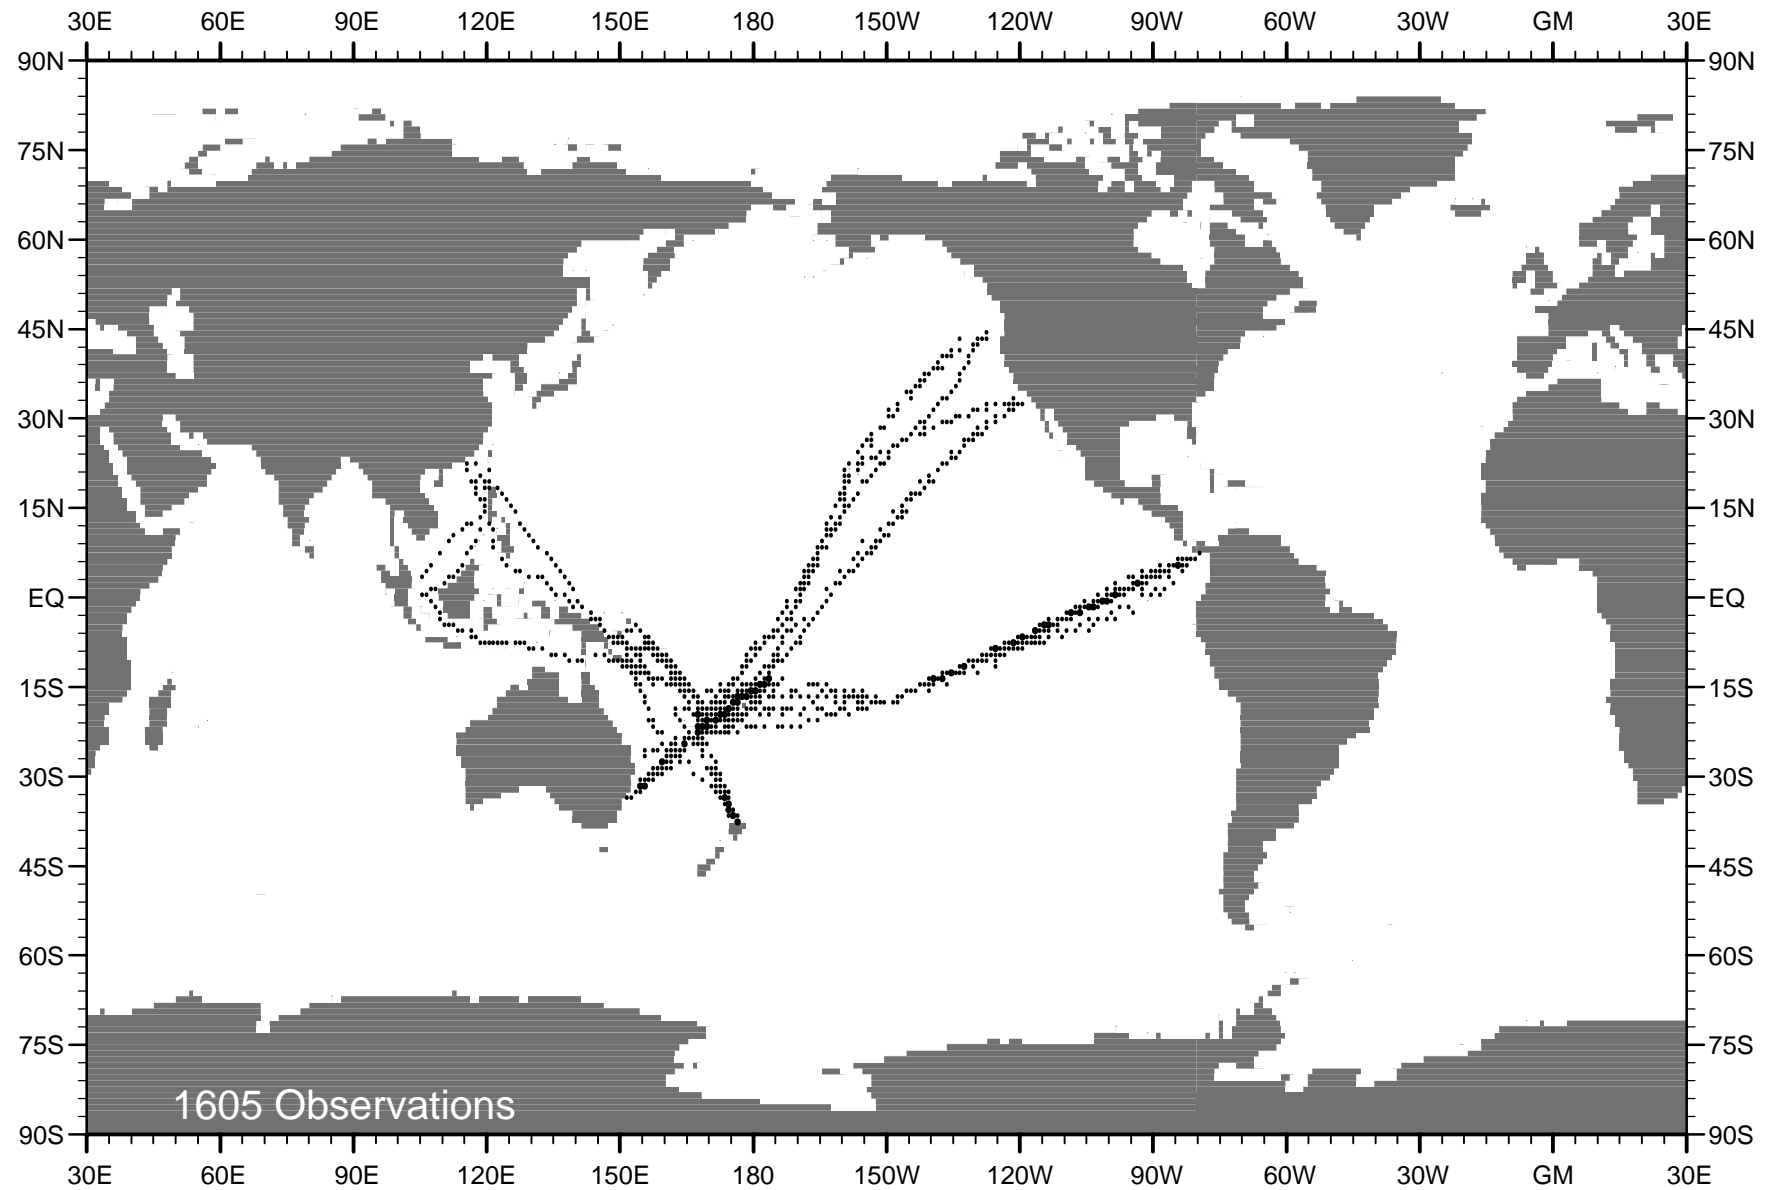 30E 60E 90E 120E 150E 180 150W 120W 90W 60W 30W GM 30E
90N 90N
75N 75N
60N 60N
45N 45N
30N 30N
15N 15N
EQ EQ
15S 15S
30S 30S
45S 45S
60S 60S
75S 75S
1605 Observations
90S 90S
30E 60E 90E 120E 150E 180 150W 120W 90W 60W 30W GM 30E